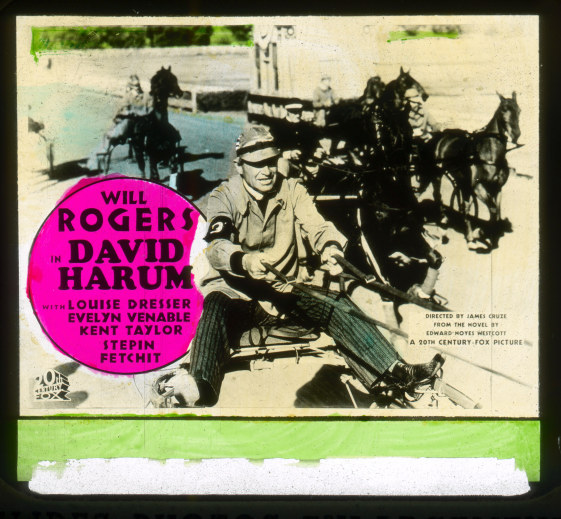 WILL
ROGERS
IN DAVID
HARUM
WITH LOUISE DRESSER
EVELYN VENABLE
KENT TAYLOR
STEPIN
FETCHIT
DIRECTED BY JAMES CRUZE
FROM THE NOVEL BY
EDWARD NOYES WESTCOTT
A 20TH CENTURY-FOX PICTURE
20TH
CENTURY
FOX